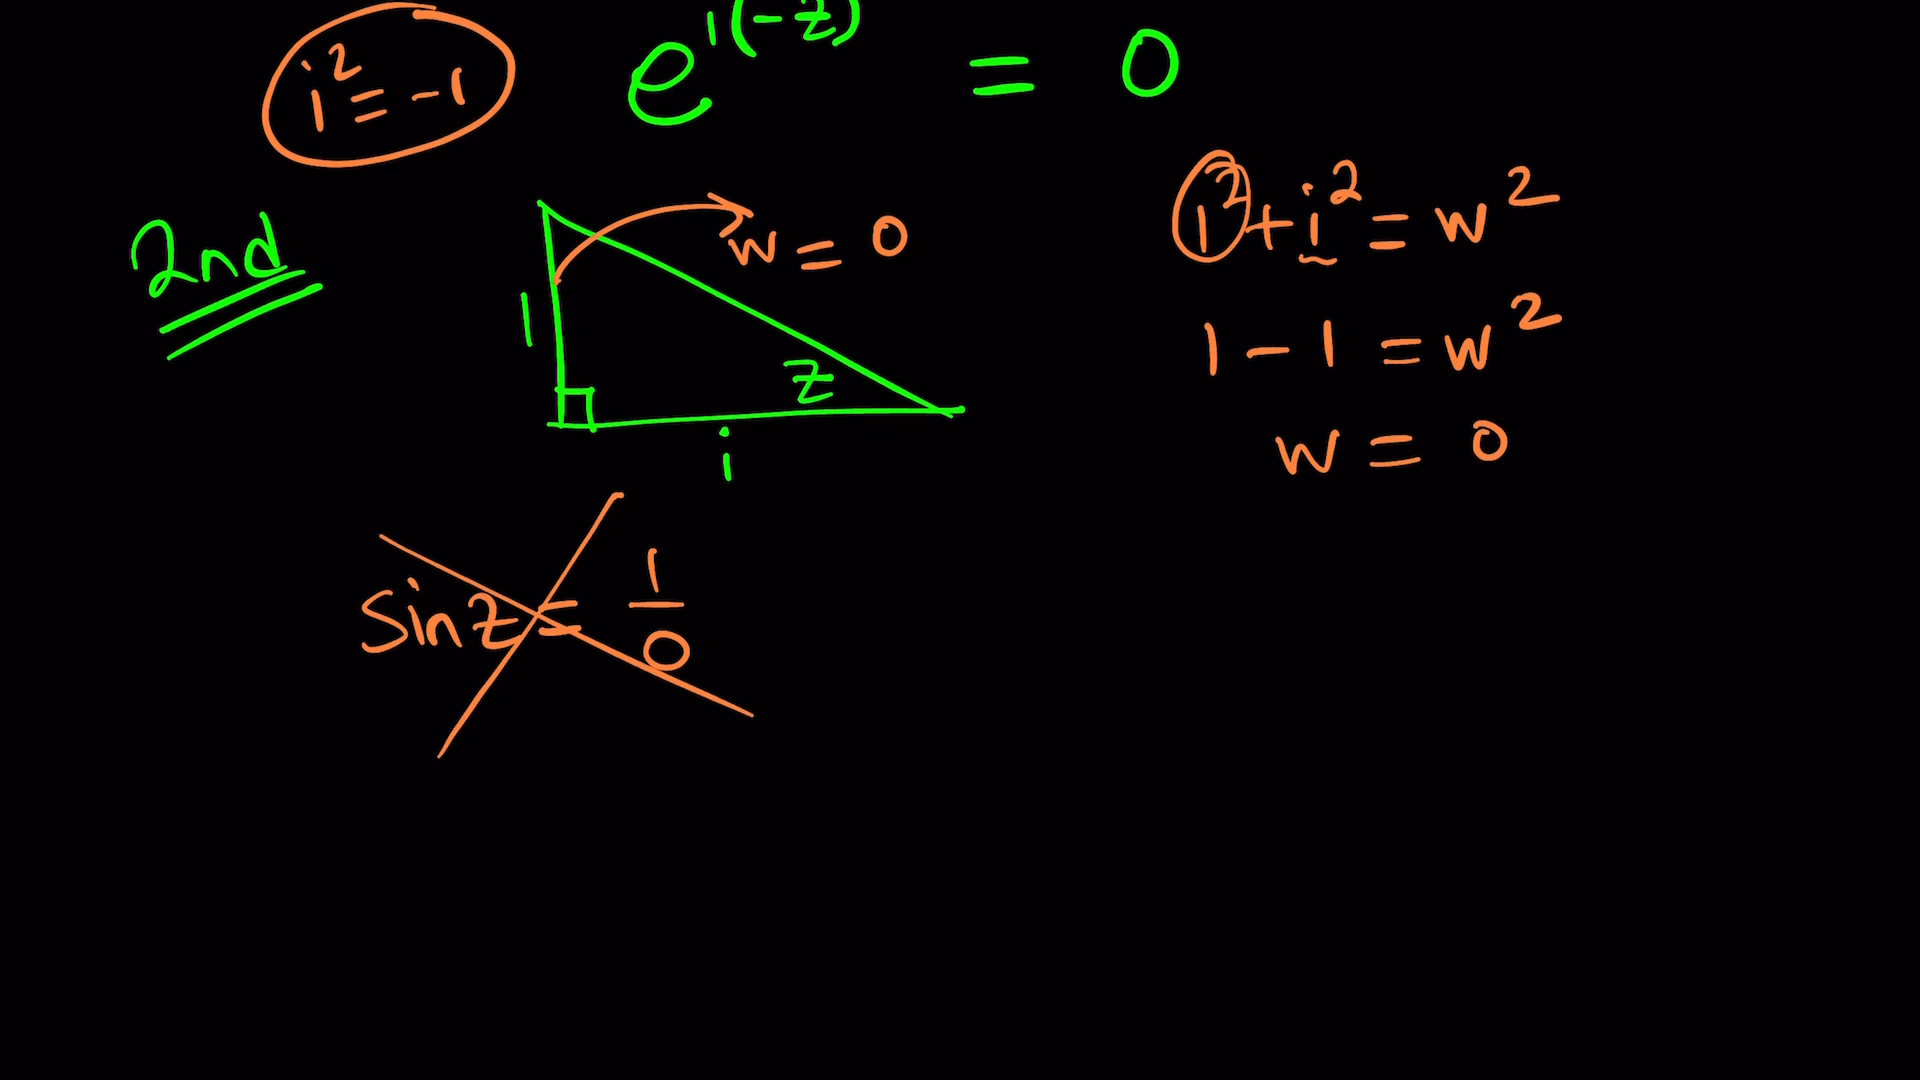 i² = -1
e^{i(-z)} = 0
2nd
w = 0
1
z
i
1² + i² = w²
1 - 1 = w²
w = 0
sin z = 1/0